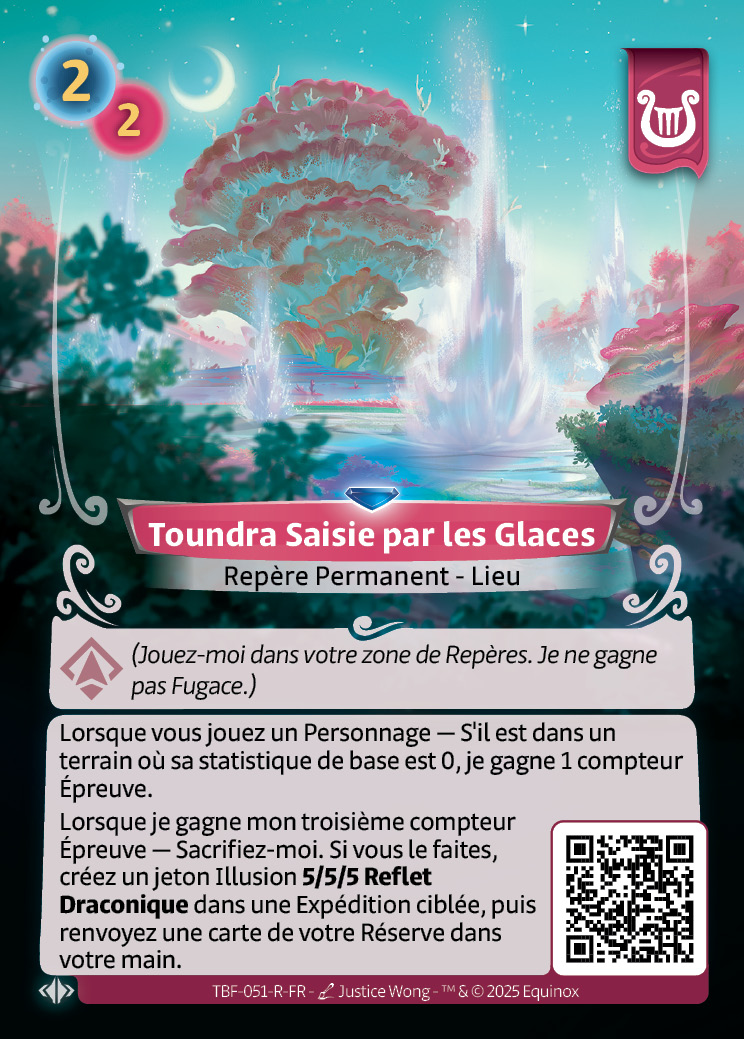 2
2
Toundra Saisie par les Glaces
Repère Permanent - Lieu
(Jouez-moi dans votre zone de Repères. Je ne gagne
pas Fugace.)
Lorsque vous jouez un Personnage — S'il est dans un
terrain où sa statistique de base est 0, je gagne 1 compteur
Épreuve.
Lorsque je gagne mon troisième compteur
Épreuve — Sacrifiez-moi. Si vous le faites,
créez un jeton Illusion 5/5/5 Reflet
Draconique dans une Expédition ciblée, puis
renvoyez une carte de votre Réserve dans
votre main.
TBF-051-R-FR - Justice Wong - ™ & © 2025 Equinox